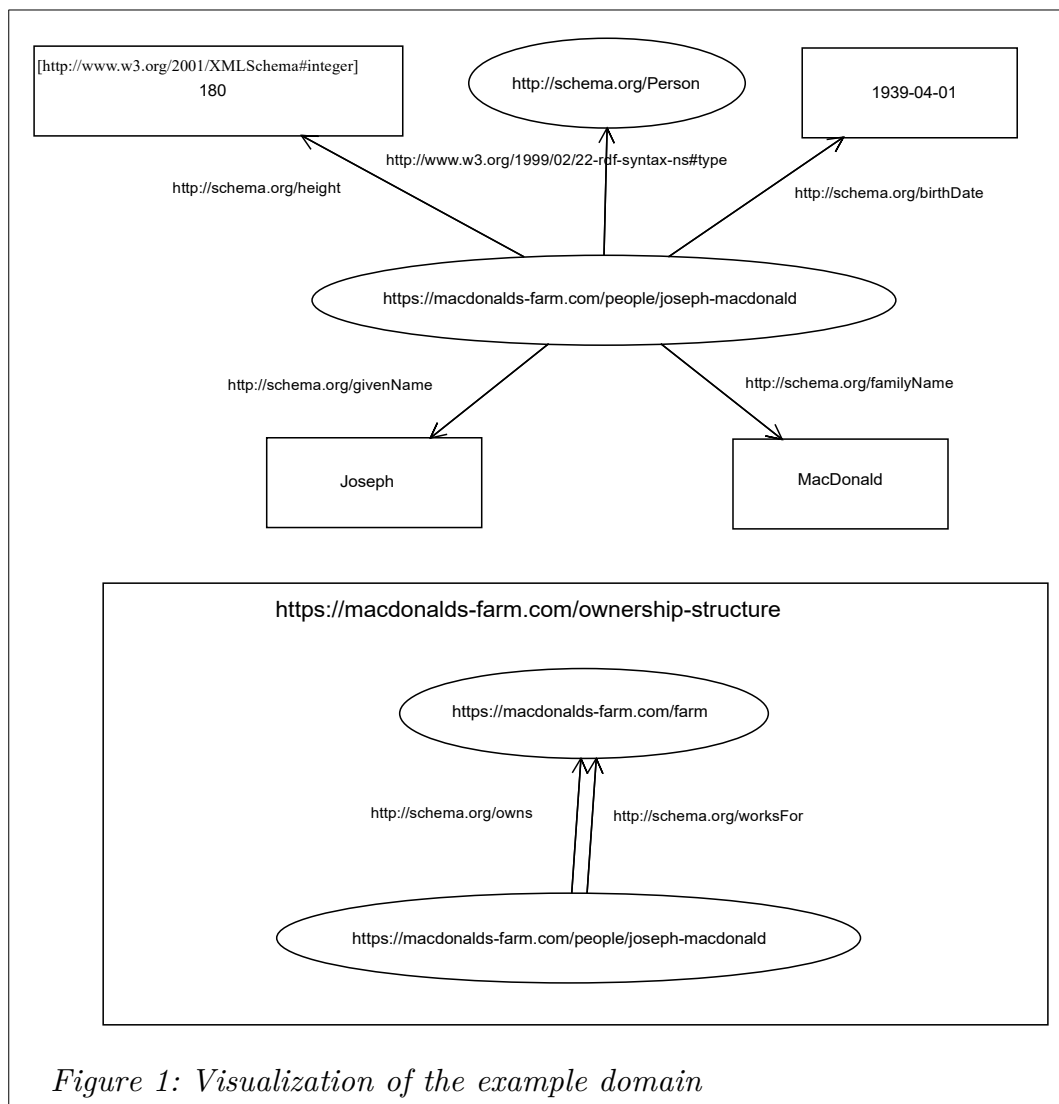 [http://www.w3.org/2001/XMLSchema#integer]
180
http://schema.org/Person
1939-04-01
http://www.w3.org/1999/02/22-rdf-syntax-ns#type
http://schema.org/height
http://schema.org/birthDate
https://macdonalds-farm.com/people/joseph-macdonald
http://schema.org/givenName
http://schema.org/familyName
Joseph
MacDonald
https://macdonalds-farm.com/ownership-structure
https://macdonalds-farm.com/farm
http://schema.org/owns
http://schema.org/worksFor
https://macdonalds-farm.com/people/joseph-macdonald
Figure 1: Visualization of the example domain